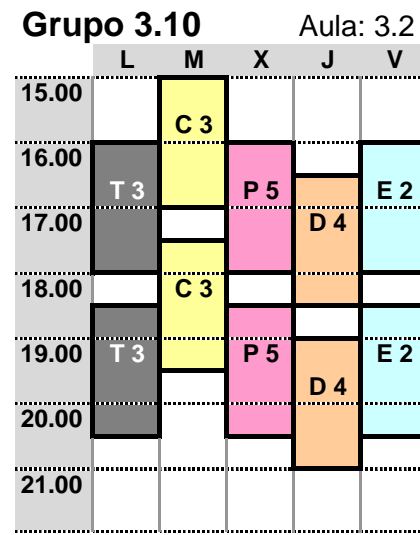 Grupo 3.10 Aula: 3.2
L M X J V
15.00
C 3
16.00
T 3 P 5 E 2
17.00 D 4
18.00 C 3
19.00 T 3 P 5 E 2
D 4
20.00
21.00